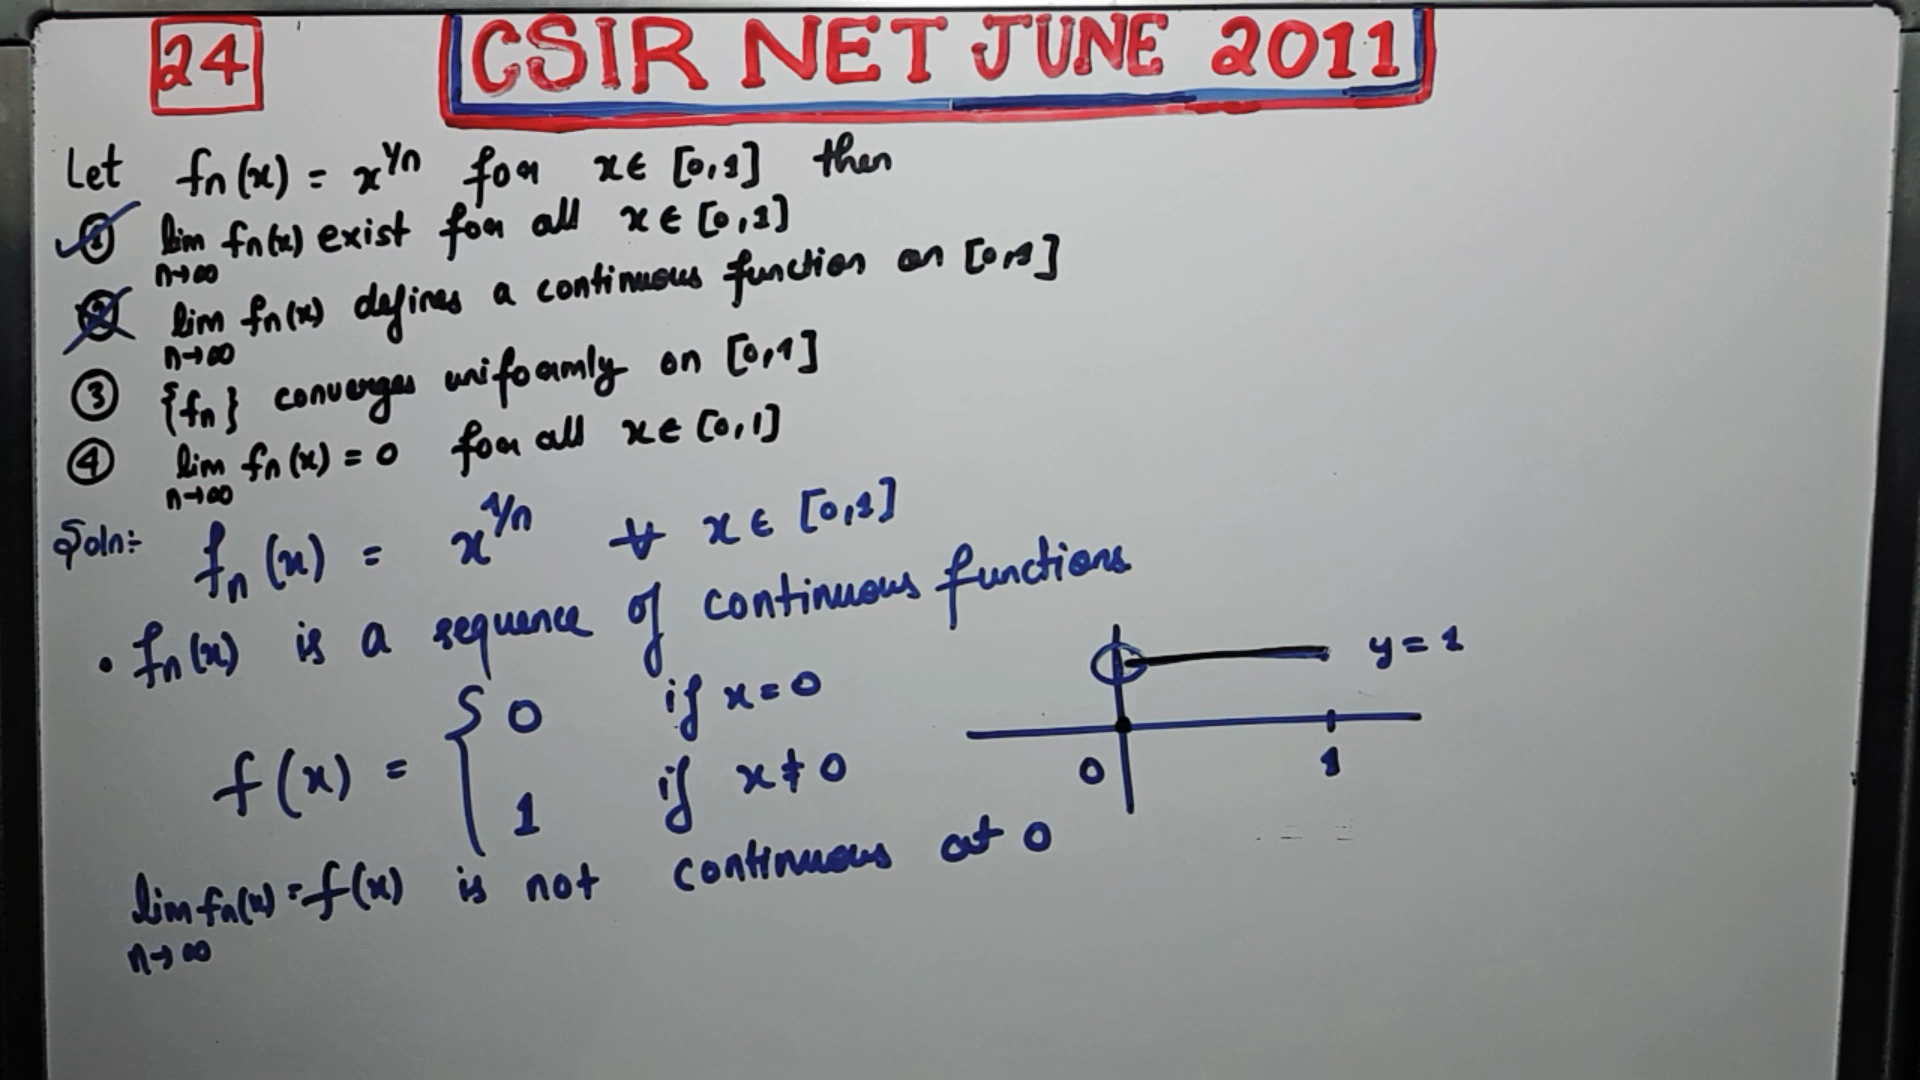 24
CSIR NET JUNE 2011
Let fn(x) = x^1/n for x ∈ [0,1] then
① lim n→∞ fn(x) exist for all x ∈ [0,1]
② lim n→∞ fn(x) defines a continuous function on [0,1]
③ {fn} converges uniformly on [0,1]
④ lim n→∞ fn(x) = 0 for all x ∈ [0,1]
Soln:- fn(x) = x^1/n ∀ x ∈ [0,1]
• fn(x) is a sequence of continuous functions
f(x) = { 0 if x = 0
1 if x ≠ 0
y = 1
0 1
lim n→∞ fn(x) = f(x) is not continuous at 0